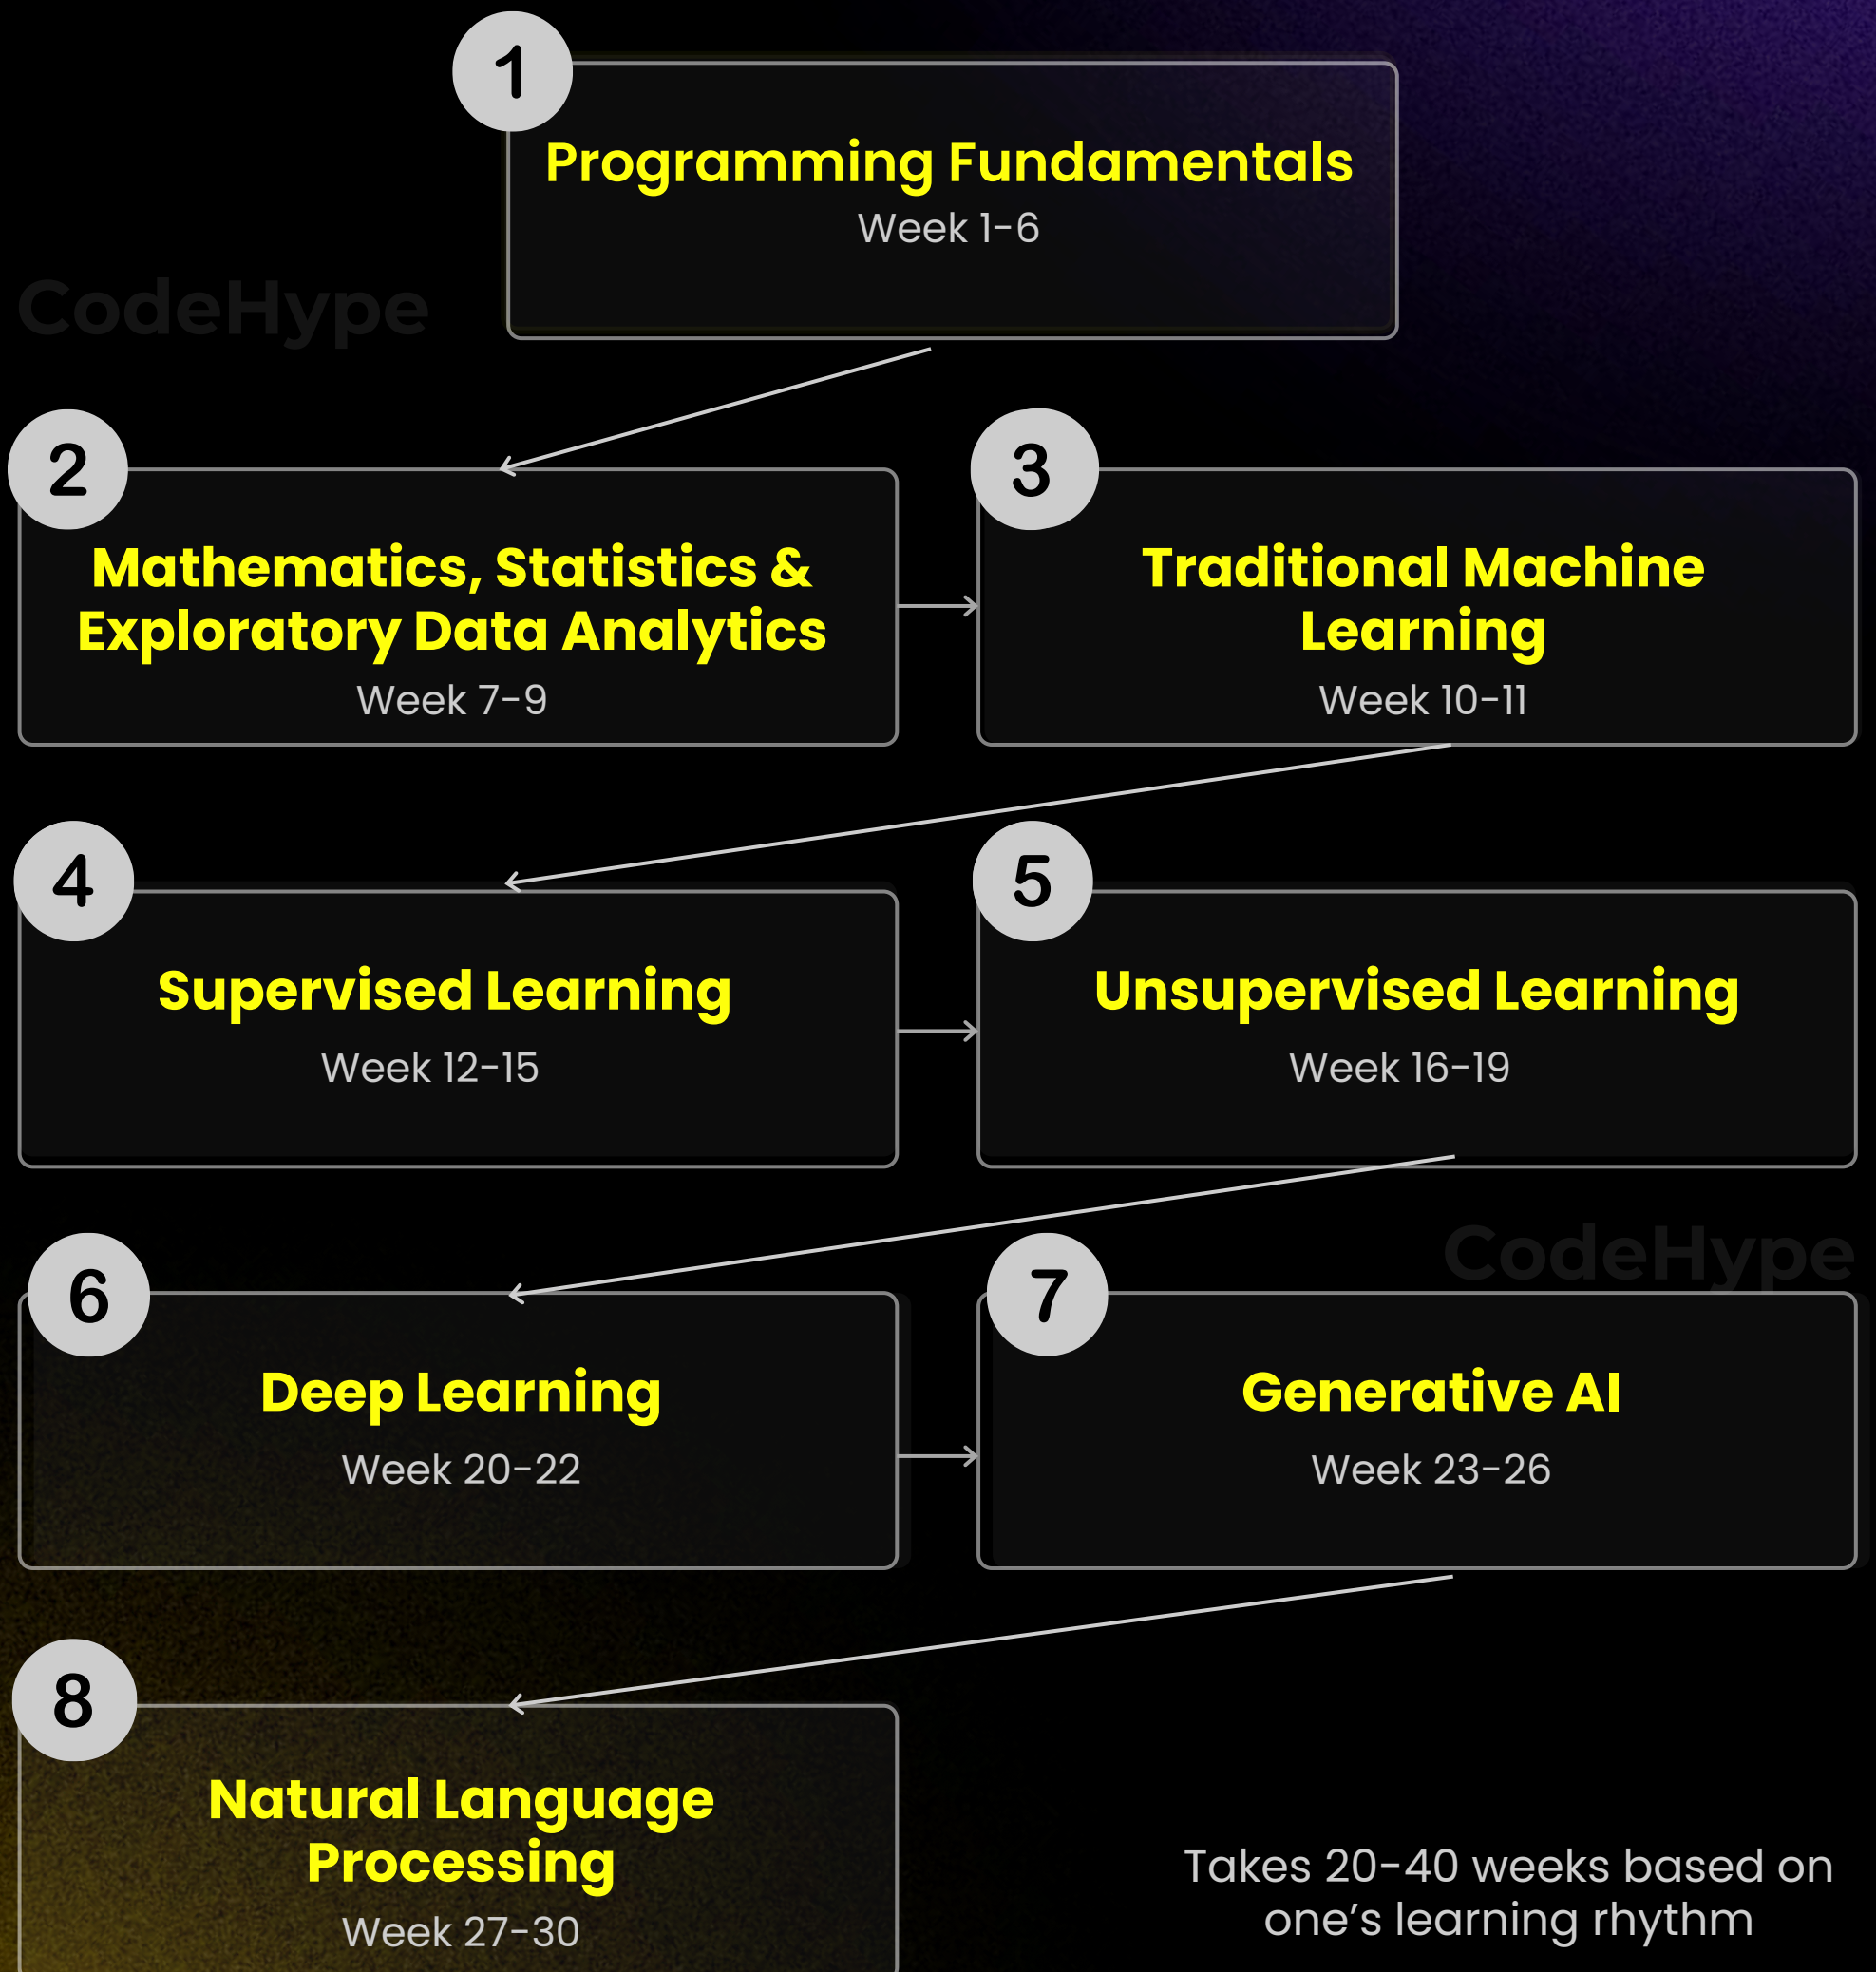 1
Programming Fundamentals
Week 1-6
CodeHype
2
Mathematics, Statistics &
Exploratory Data Analytics
Week 7-9
3
Traditional Machine
Learning
Week 10-11
4
Supervised Learning
Week 12-15
5
Unsupervised Learning
Week 16-19
CodeHype
6
Deep Learning
Week 20-22
7
Generative AI
Week 23-26
8
Natural Language
Processing
Week 27-30
Takes 20-40 weeks based on
one’s learning rhythm